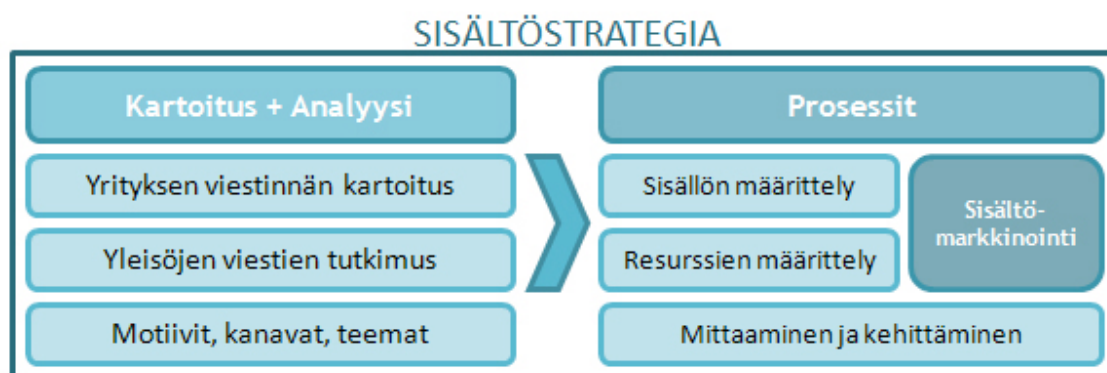 SISÄLTÖSTRATEGIA
Kartoitus + Analyysi
Yrityksen viestinnän kartoitus
Yleisöjen viestien tutkimus
Motiivit, kanavat, teemat
Prosessit
Sisällön määrittely
Resurssien määrittely
Sisältö-
markkinointi
Mittaaminen ja kehittäminen